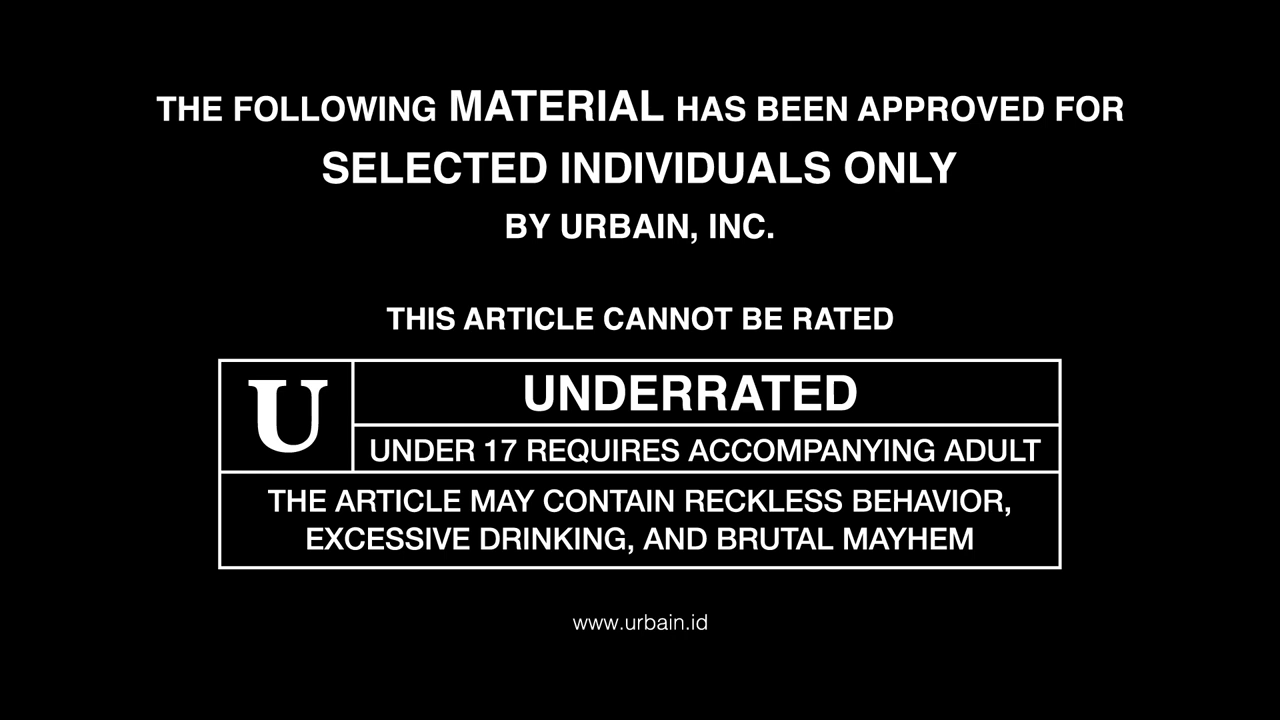 THE FOLLOWING MATERIAL HAS BEEN APPROVED FOR
SELECTED INDIVIDUALS ONLY
BY URBAIN, INC.
THIS ARTICLE CANNOT BE RATED
U
UNDERRATED
UNDER 17 REQUIRES ACCOMPANYING ADULT
THE ARTICLE MAY CONTAIN RECKLESS BEHAVIOR,
EXCESSIVE DRINKING, AND BRUTAL MAYHEM
www.urbain.id